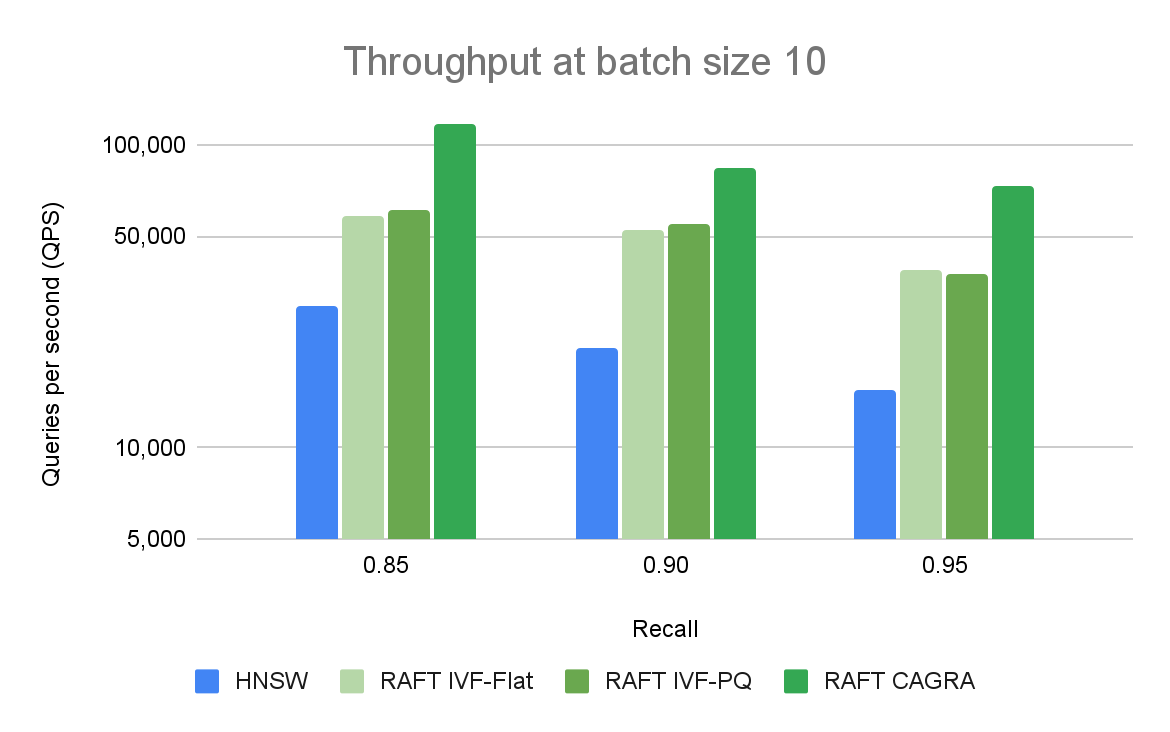 Throughput at batch size 10
Queries per second (QPS)
100,000
50,000
10,000
5,000
0.85 0.90 0.95
Recall
HNSW RAFT IVF-Flat RAFT IVF-PQ RAFT CAGRA